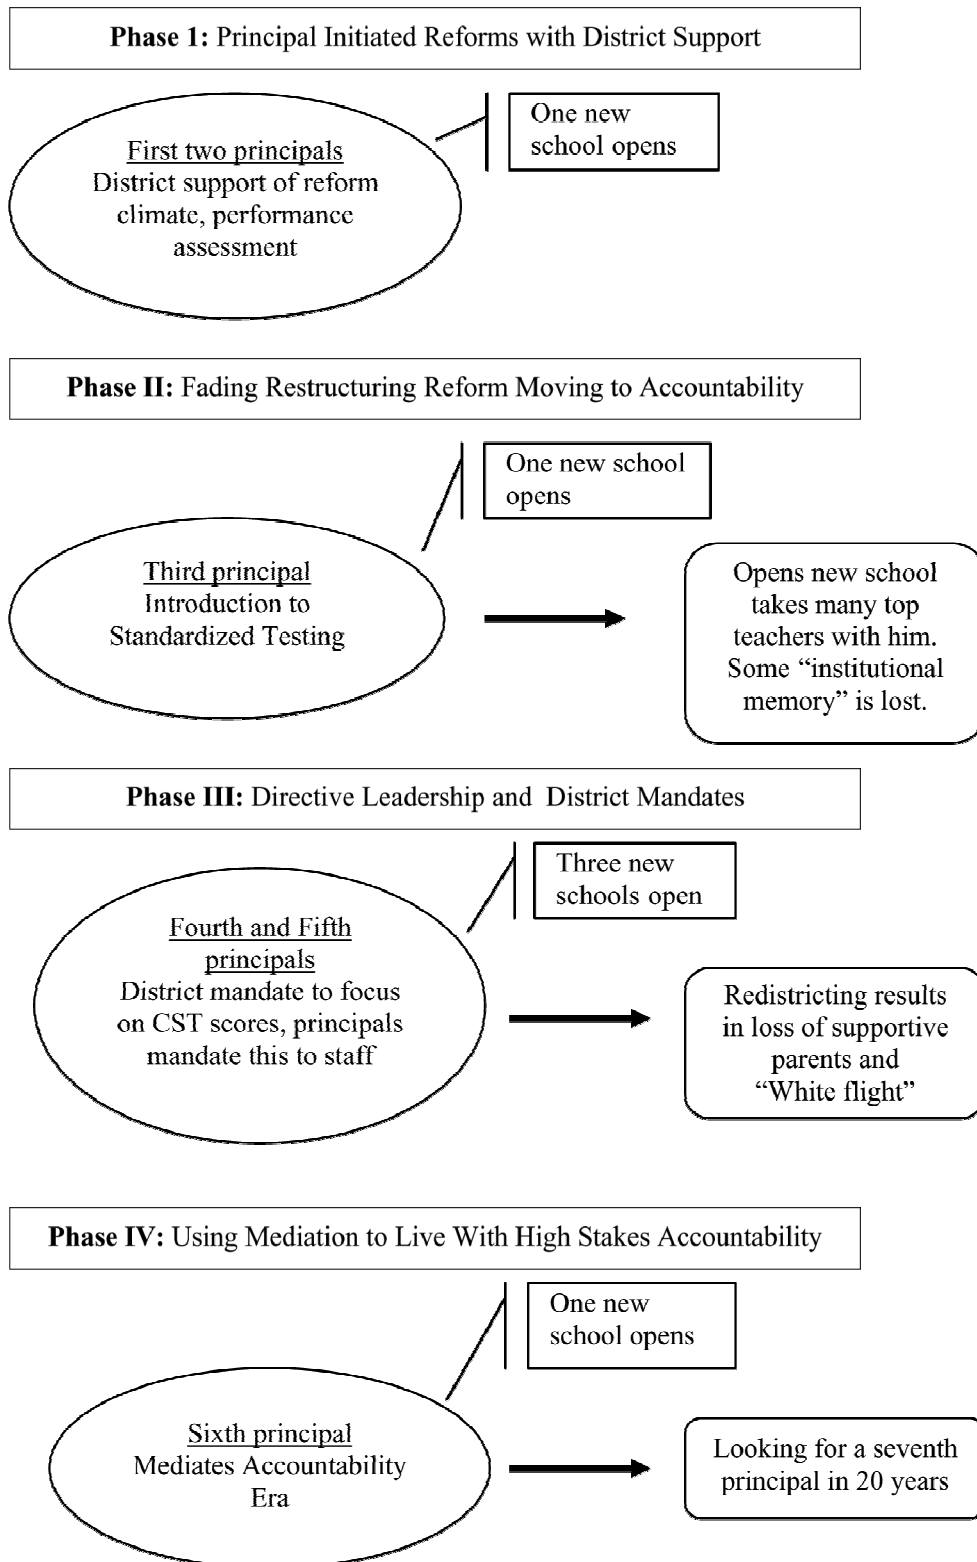 Phase 1: Principal Initiated Reforms with District Support
One new
school opens
First two principals
District support of reform
climate, performance
assessment
Phase II: Fading Restructuring Reform Moving to Accountability
One new school
opens
Third principal
Introduction to
Standardized Testing
Opens new school
takes many top
teachers with him.
Some “institutional
memory” is lost.
Phase III: Directive Leadership and District Mandates
Three new
schools open
Fourth and Fifth
principals
District mandate to focus
on CST scores, principals
mandate this to staff
Redistricting results
in loss of supportive
parents and
“White flight”
Phase IV: Using Mediation to Live With High Stakes Accountability
One new
school opens
Sixth principal
Mediates Accountability
Era
Looking for a seventh
principal in 20 years